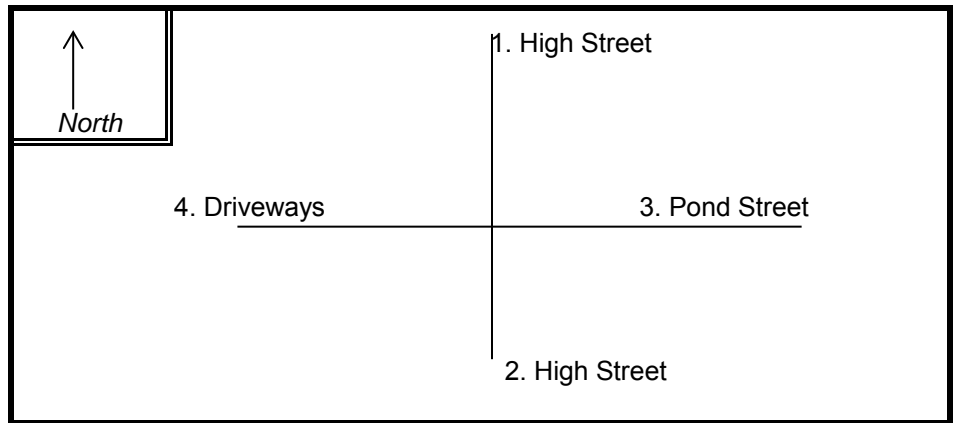 1. High Street
North
4. Driveways
3. Pond Street
2. High Street